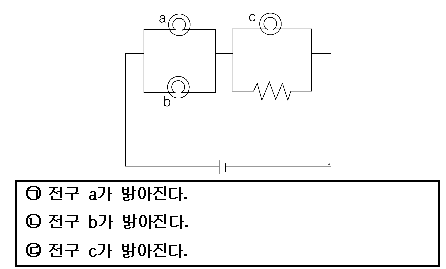 a
c
b
㉠ 전구 a가 밝아진다.
㉡ 전구 b가 밝아진다.
㉢ 전구 c가 밝아진다.